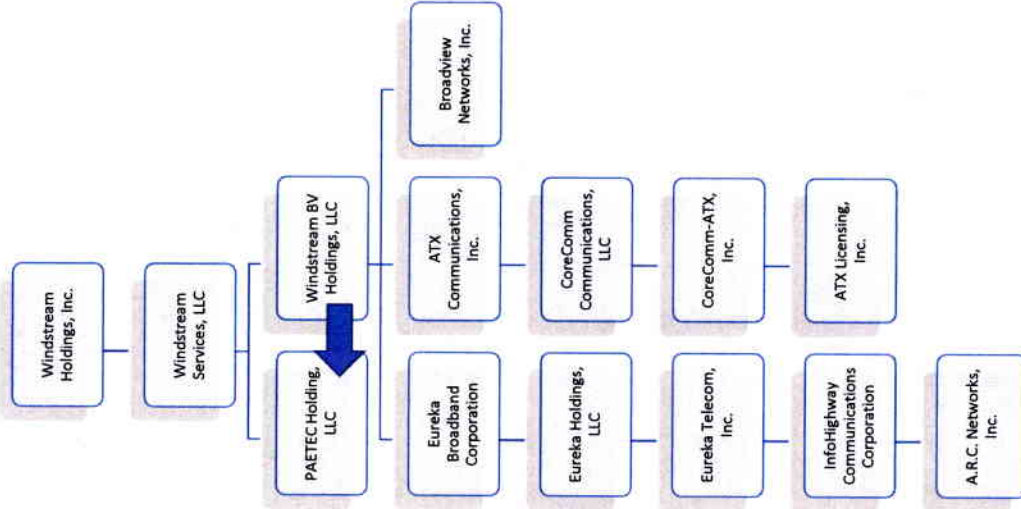 Windstream
Holdings, Inc.
Windstream
Services, LLC
PAETEC Holding,
LLC
Windstream BV
Holdings, LLC
Eureka
Broadband
Corporation
ATX
Communications,
Inc.
Broadview
Networks, Inc.
Eureka Holdings,
LLC
CoreComm
Communications,
LLC
Eureka Telecom,
Inc.
CoreComm-ATX,
Inc.
InfoHighway
Communications
Corporation
ATX Licensing,
Inc.
A.R.C. Networks,
Inc.